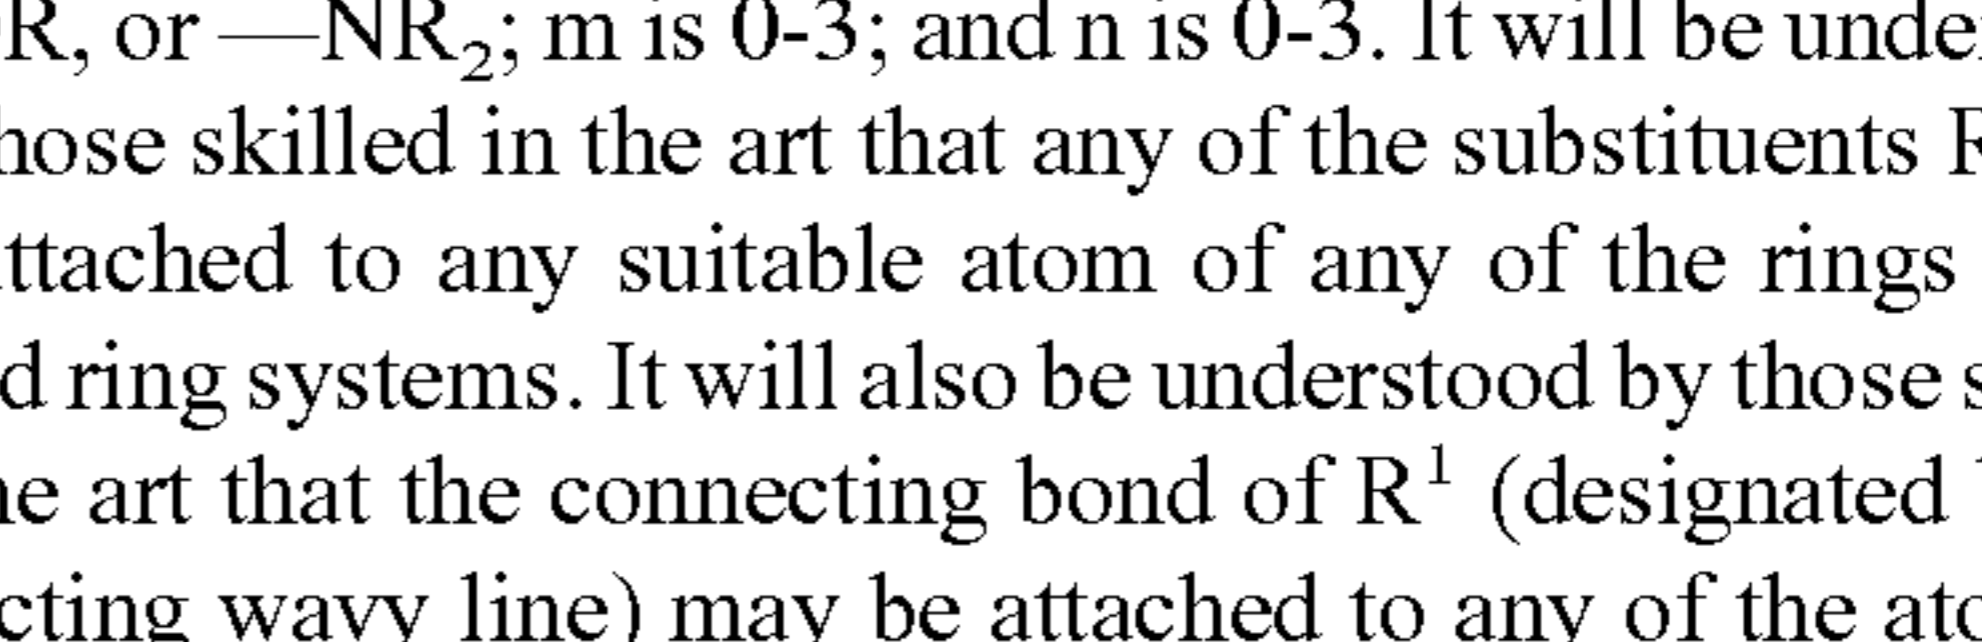 R, or —NR₂; m is 0-3; and n is 0-3. It will be unde
hose skilled in the art that any of the substituents R
ttached to any suitable atom of any of the rings
d ring systems. It will also be understood by those s
he art that the connecting bond of R¹ (designated
cting wavy line) may be attached to any of the ato